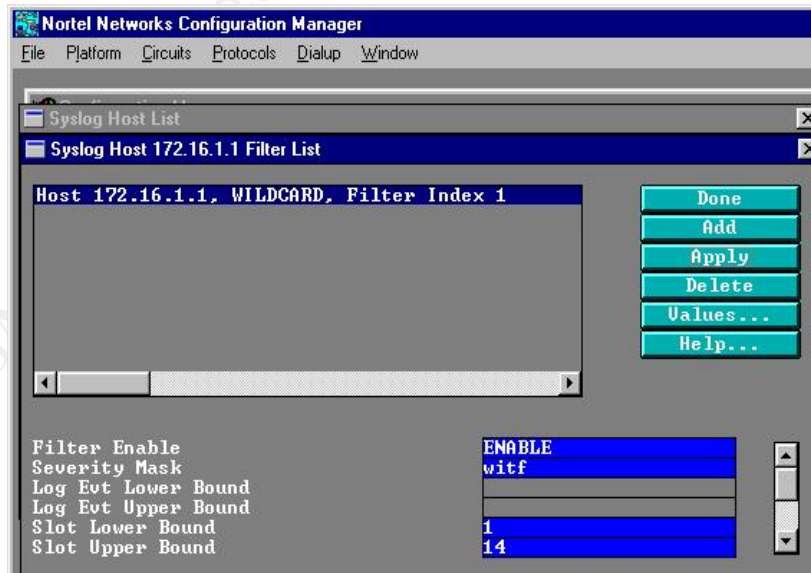 Nortel Networks Configuration Manager
File Platform Circuits Protocols Dialup Window
Syslog Host List
Syslog Host 172.16.1.1 Filter List
Host 172.16.1.1, WILDCARD, Filter Index 1
Done
Add
Apply
Delete
Values...
Help...
Filter Enable ENABLE
Severity Mask witf
Log Evt Lower Bound
Log Evt Upper Bound
Slot Lower Bound 1
Slot Upper Bound 14